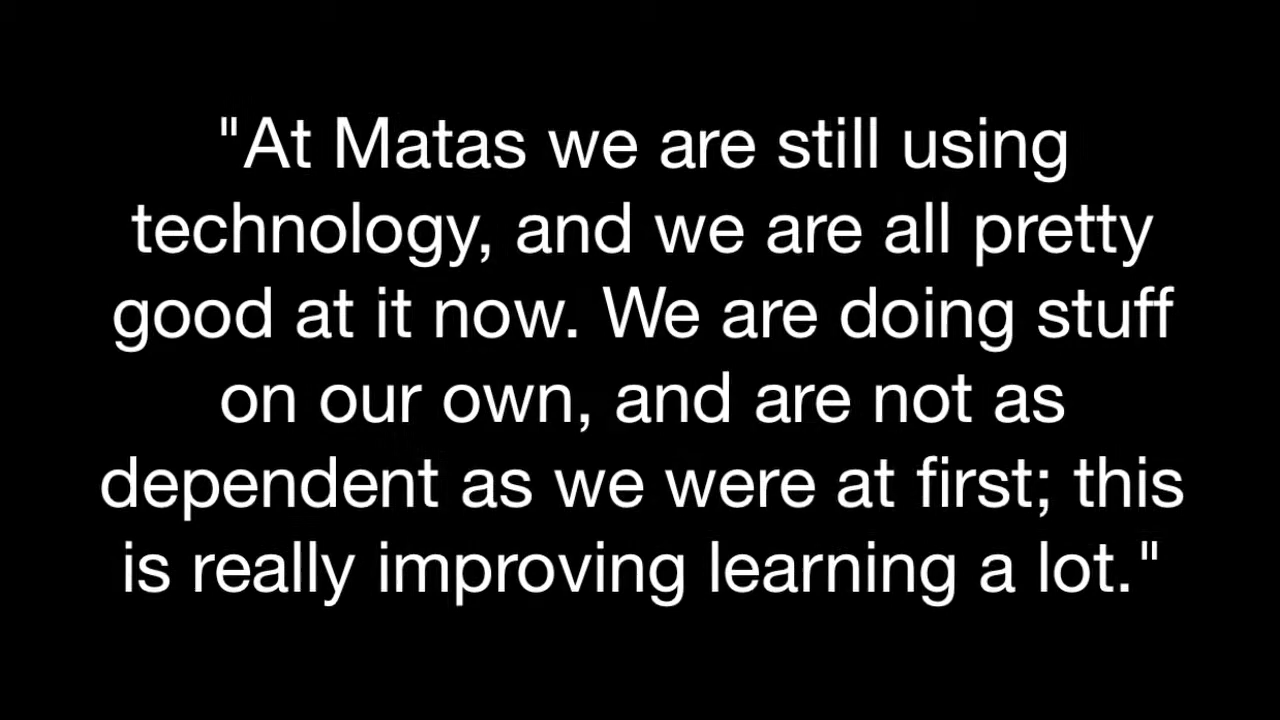 "At Matas we are still using
technology, and we are all pretty
good at it now. We are doing stuff
on our own, and are not as
dependent as we were at first; this
is really improving learning a lot."